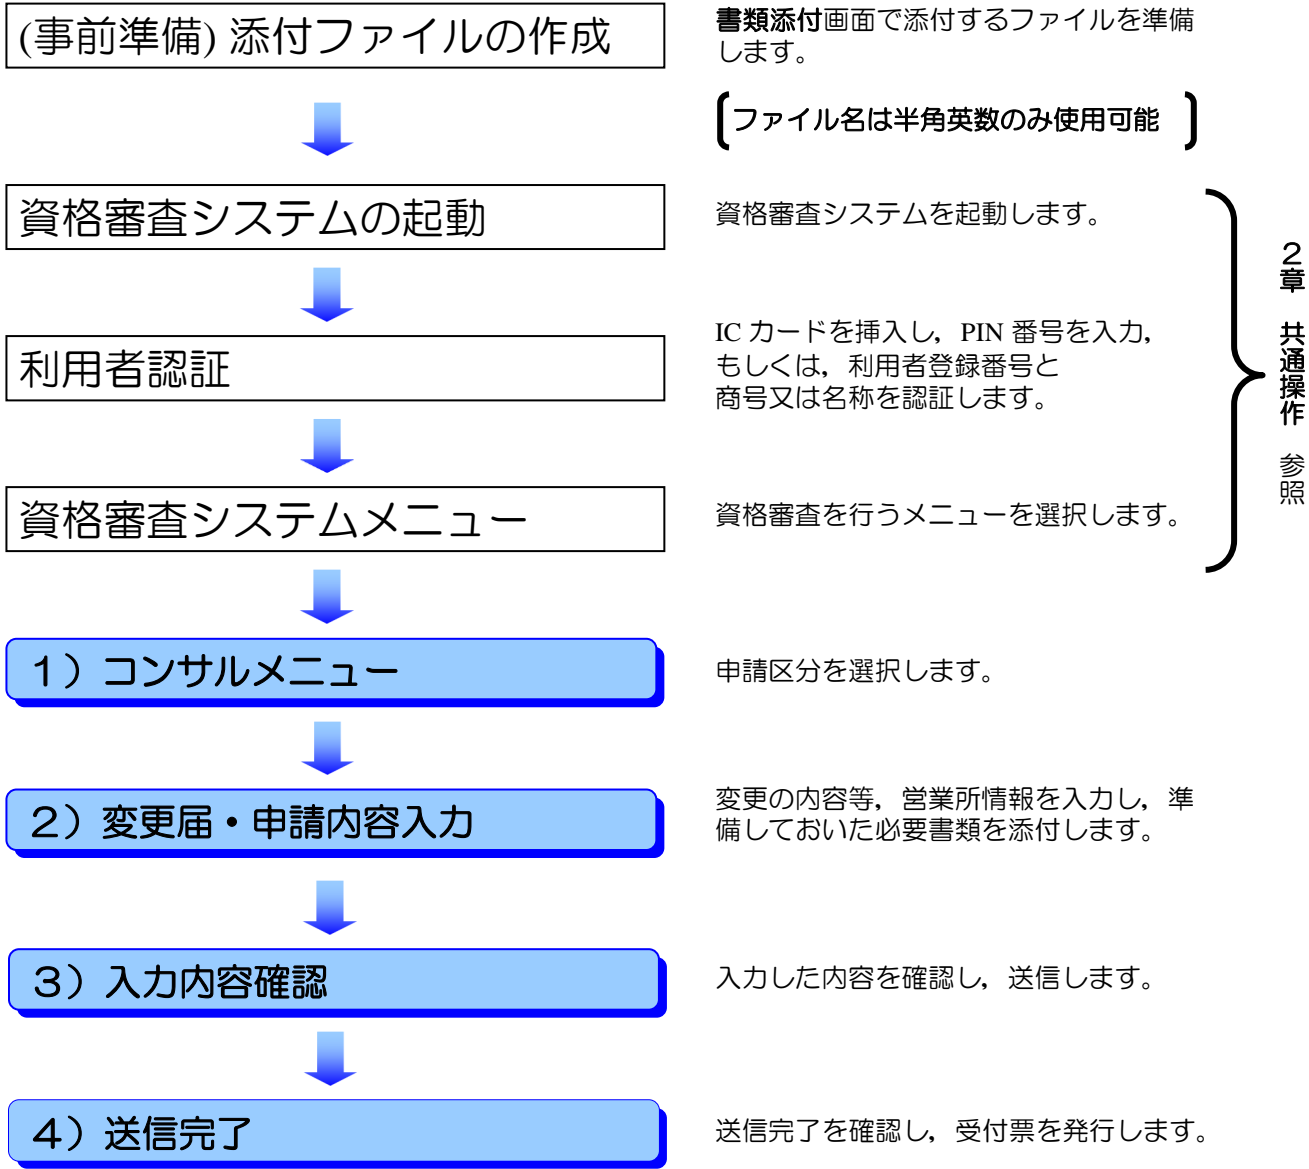 (事前準備) 添付ファイルの作成
書類添付画面で添付するファイルを準備
します。
ファイル名は半角英数のみ使用可能
資格審査システムの起動
資格審査システムを起動します。
利用者認証
IC カードを挿入し，PIN 番号を入力，
もしくは，利用者登録番号と
商号又は名称を認証します。
資格審査システムメニュー
資格審査を行うメニューを選択します。
２章　共通操作　参照
１）コンサルメニュー
申請区分を選択します。
２）変更届・申請内容入力
変更の内容等，営業所情報を入力し，準
備しておいた必要書類を添付します。
３）入力内容確認
入力した内容を確認し，送信します。
４）送信完了
送信完了を確認し，受付票を発行します。